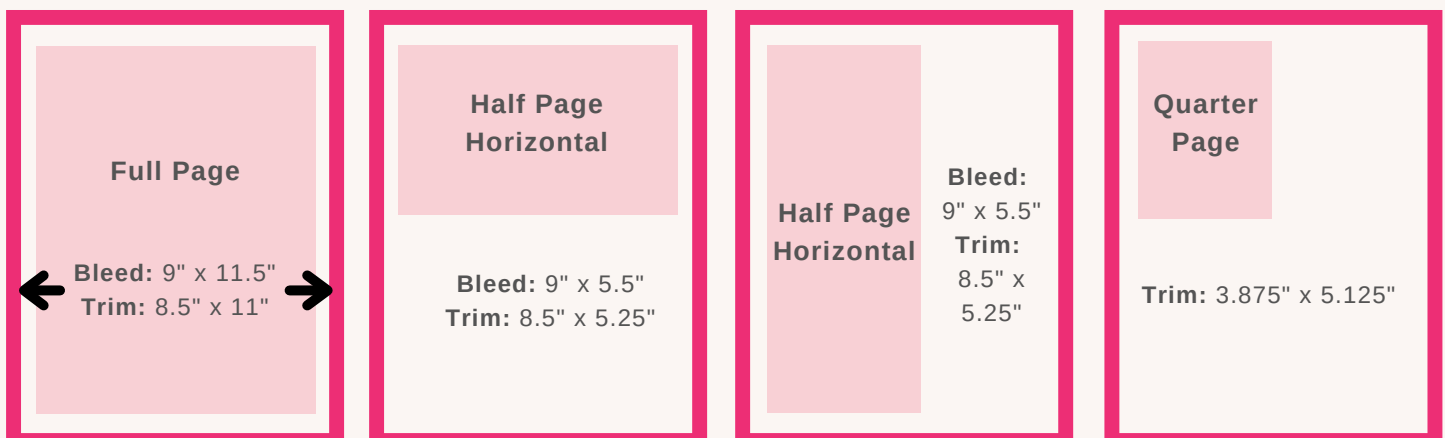 Full Page
Bleed: 9" x 11.5"
Trim: 8.5" x 11"
Half Page
Horizontal
Bleed: 9" x 5.5"
Trim: 8.5" x 5.25"
Half Page
Horizontal
Bleed:
9" x 5.5"
Trim:
8.5" x
5.25"
Quarter
Page
Trim: 3.875" x 5.125"